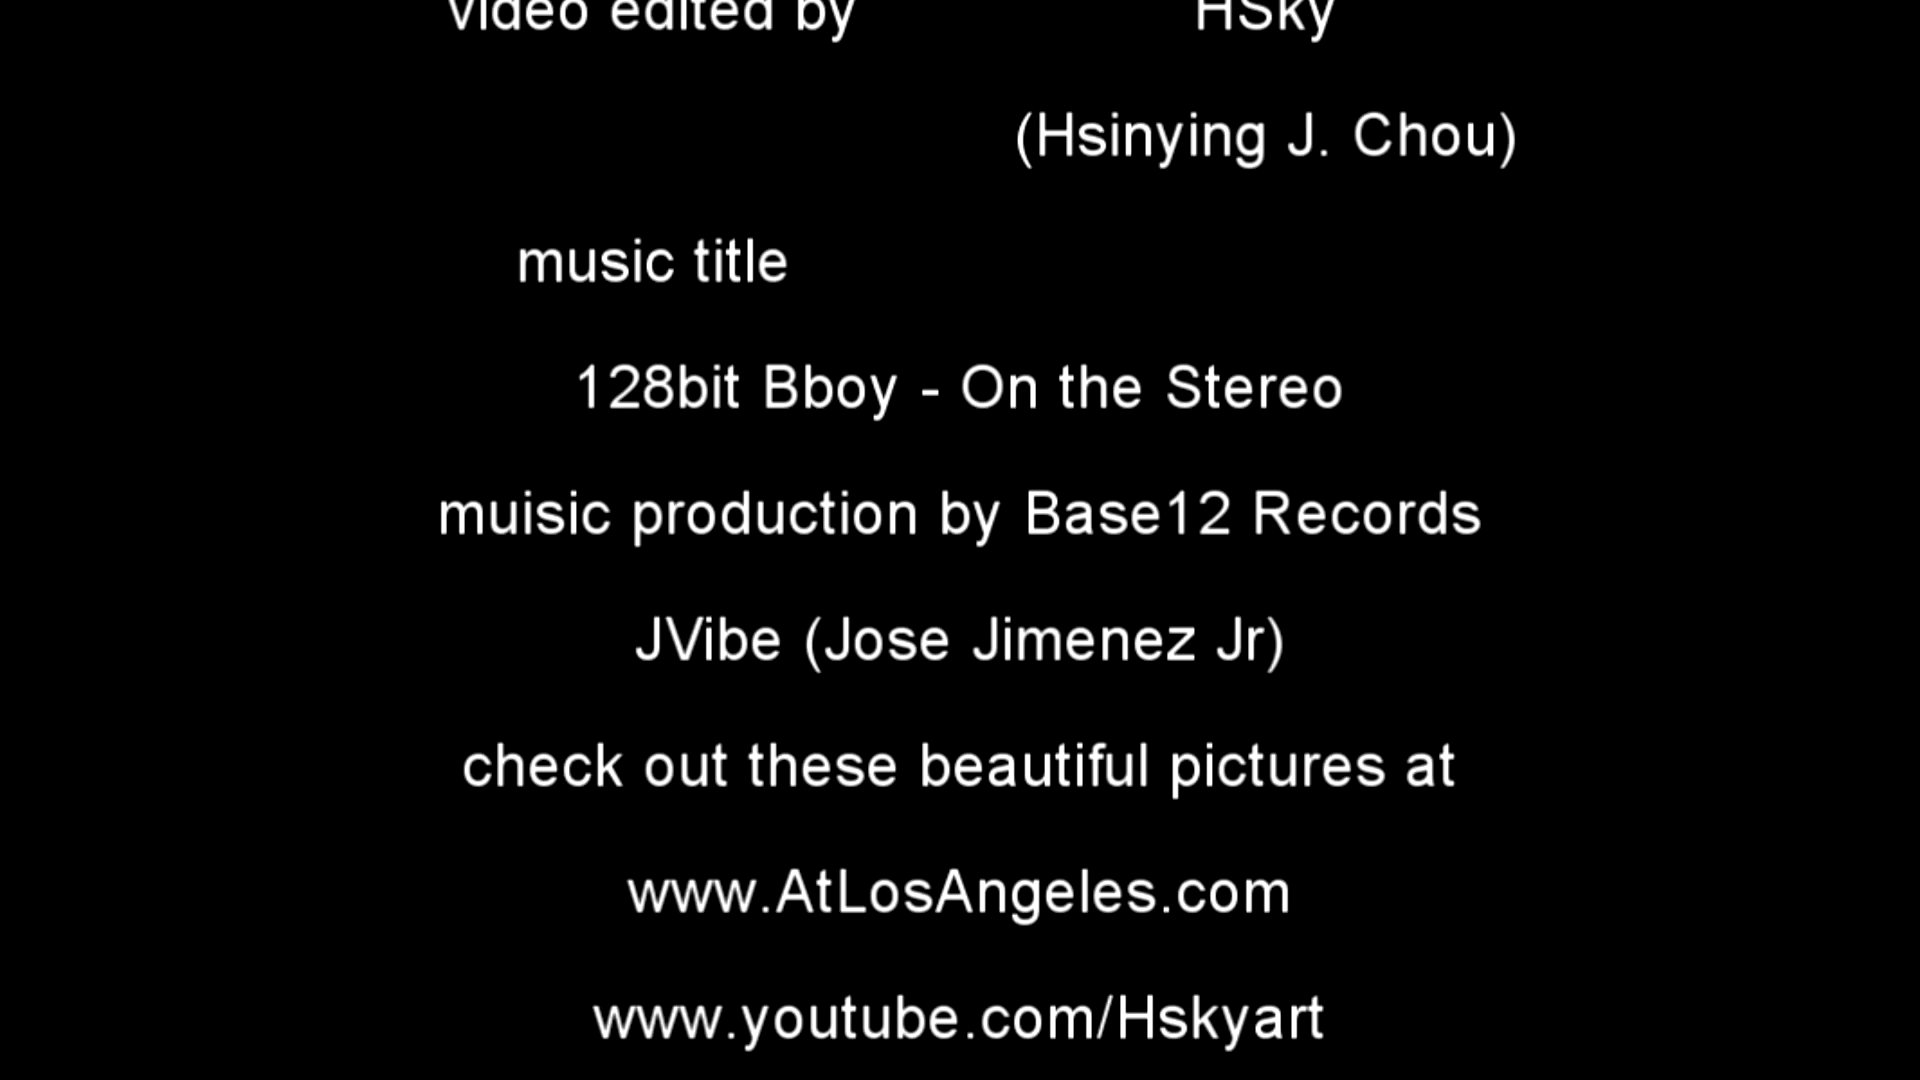 video edited by HSky
(Hsinying J. Chou)
music title
128bit Bboy - On the Stereo
muisic production by Base12 Records
JVibe (Jose Jimenez Jr)
check out these beautiful pictures at
www.AtLosAngeles.com
www.youtube.com/Hskyart